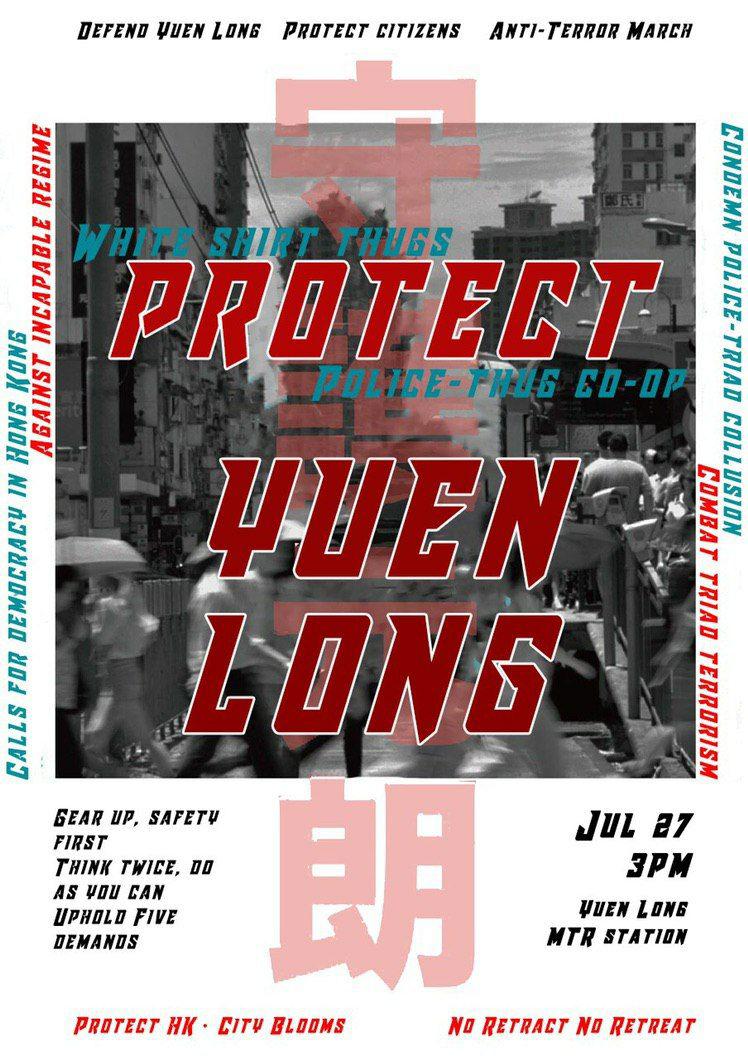 Defend Yuen Long   Protect citizens   Anti-Terror March
Calls for democracy in Hong Kong
Against incapable regime
守護元朗
White shirt thugs
PROTECT
Police-thug co-op
YUEN
LONG
Condemn police-triad collusion
Combat triad terrorism
Gear up, safety
first
Think twice, do
as you can
Uphold Five
demands
Jul 27
3PM
Yuen Long
MTR station
Protect HK · City Blooms
No Retract No Retreat